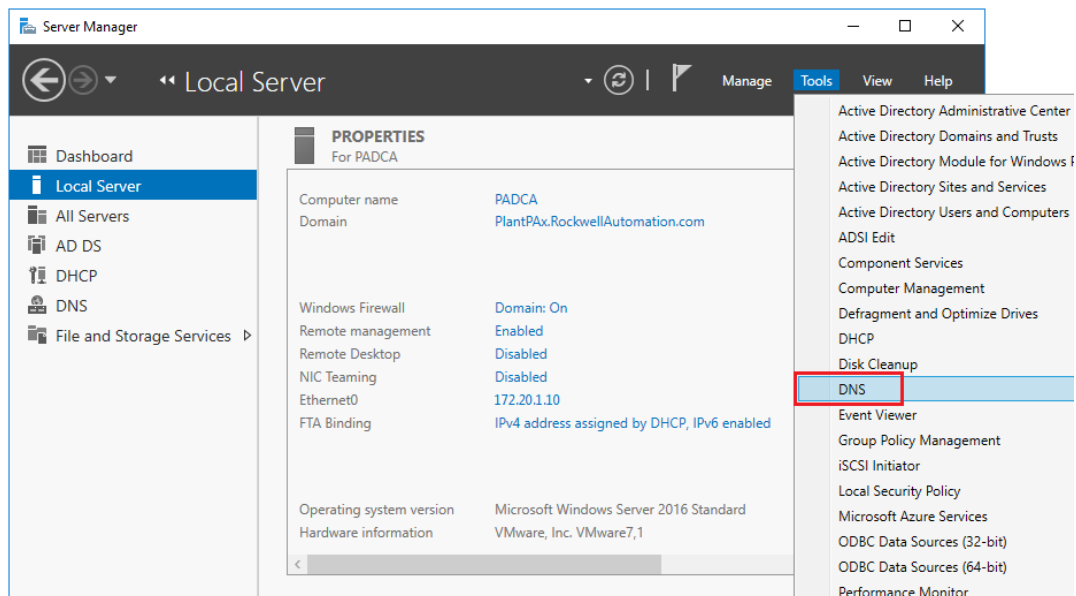 Server Manager
Local Server
Manage
Tools
View
Help
Dashboard
Local Server
All Servers
AD DS
DHCP
DNS
File and Storage Services
PROPERTIES
For PADCA
Computer name PADCA
Domain PlantPAx.RockwellAutomation.com
Windows Firewall Domain: On
Remote management Enabled
Remote Desktop Disabled
NIC Teaming Disabled
Ethernet0 172.20.1.10
FTA Binding IPv4 address assigned by DHCP, IPv6 enabled
Operating system version Microsoft Windows Server 2016 Standard
Hardware information VMware, Inc. VMware7,1
Active Directory Administrative Center
Active Directory Domains and Trusts
Active Directory Module for Windows P
Active Directory Sites and Services
Active Directory Users and Computers
ADSI Edit
Component Services
Computer Management
Defragment and Optimize Drives
DHCP
Disk Cleanup
DNS
Event Viewer
Group Policy Management
iSCSI Initiator
Local Security Policy
Microsoft Azure Services
ODBC Data Sources (32-bit)
ODBC Data Sources (64-bit)
Performance Monitor